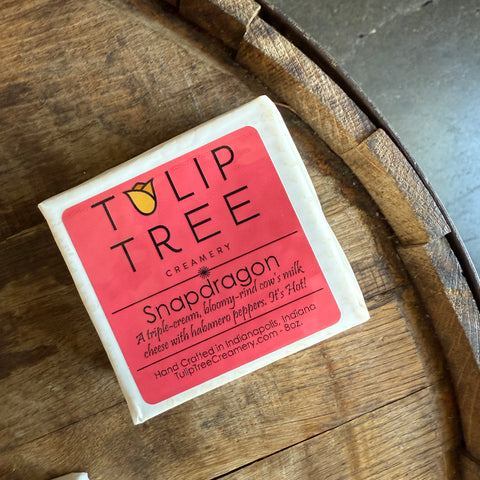 TULIP
TREE
CREAMERY
Snapdragon
A triple-cream, bloomy-rind cow's milk
cheese with habanero peppers. It's Hot!
Hand Crafted in Indianapolis, Indiana
TulipTreeCreamery.com - 8oz.